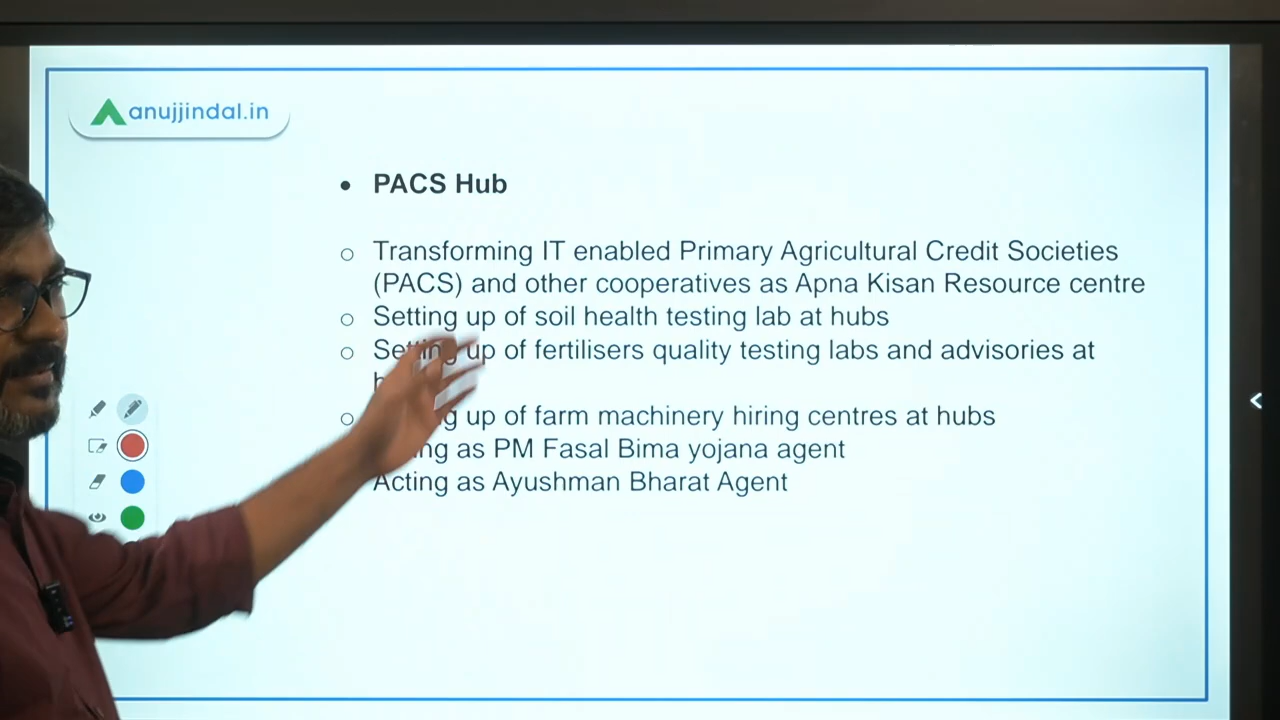 anujjindal.in
PACS Hub
Transforming IT enabled Primary Agricultural Credit Societies
(PACS) and other cooperatives as Apna Kisan Resource centre
Setting up of soil health testing lab at hubs
Setting up of fertilisers quality testing labs and advisories at
up of farm machinery hiring centres at hubs
as PM Fasal Bima yojana agent
Acting as Ayushman Bharat Agent